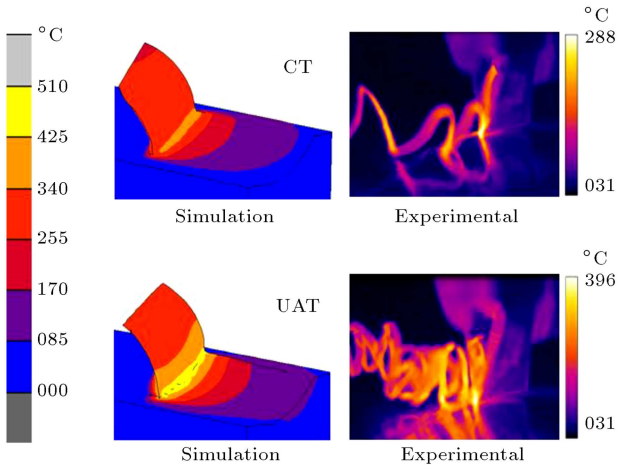 °C
510
425
340
255
170
085
000
CT
Simulation
Experimental
°C
288
031
UAT
Simulation
Experimental
°C
396
031